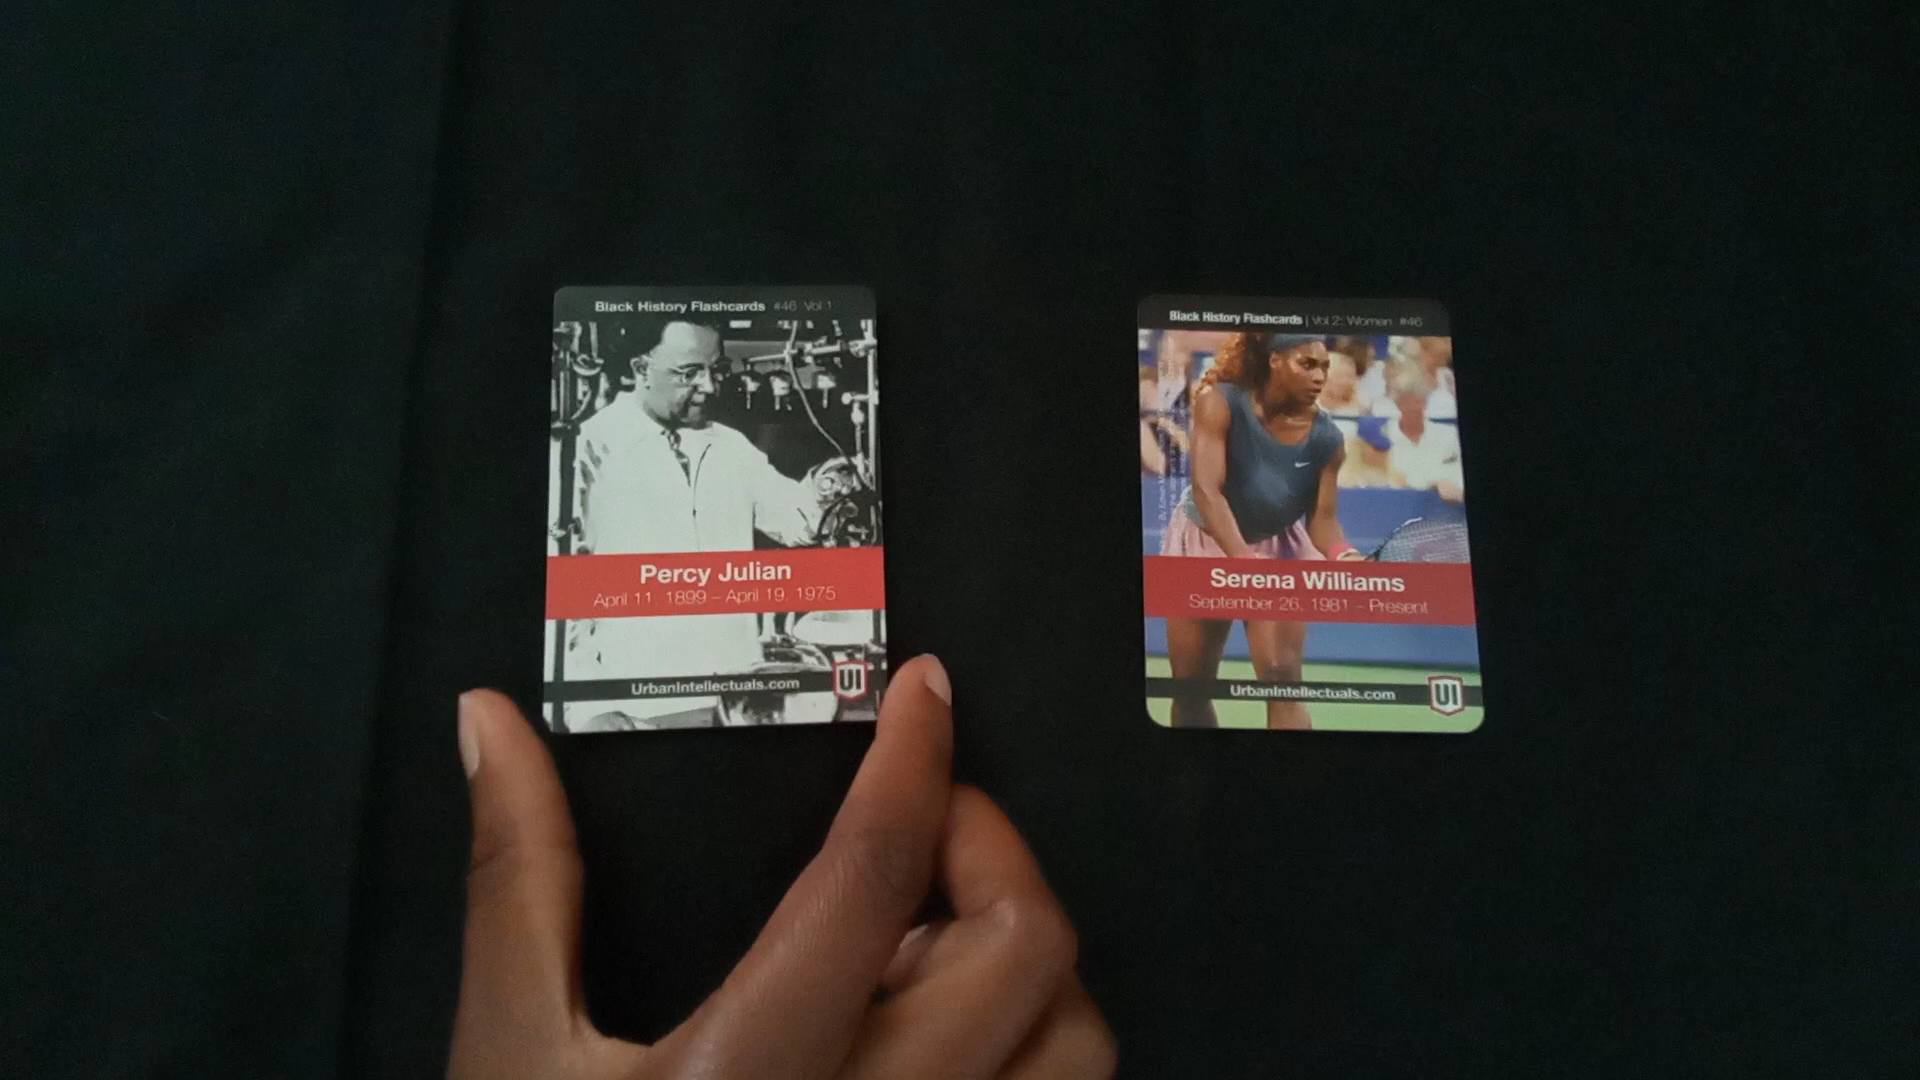 Black History Flashcards #46 Vol 1
Percy Julian
April 11, 1899 – April 19, 1975
UrbanIntellectuals.com
UI
Black History Flashcards | Vol 2: Women #46
Serena Williams
September 26, 1981 - Present
UrbanIntellectuals.com
UI